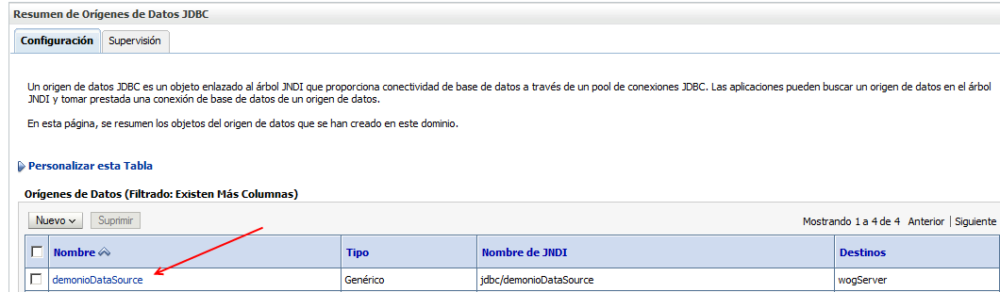 Resumen de Orígenes de Datos JDBC
Configuración Supervisión
Un origen de datos JDBC es un objeto enlazado al árbol JNDI que proporciona conectividad de base de datos a través de un pool de conexiones JDBC. Las aplicaciones pueden buscar un origen de datos en el árbol
JNDI y tomar prestada una conexión de base de datos de un origen de datos.
En esta página, se resumen los objetos del origen de datos que se han creado en este dominio.
Personalizar esta Tabla
Orígenes de Datos (Filtrado: Existen Más Columnas)
Nuevo Suprimir Mostrando 1 a 4 de 4 Anterior | Siguiente
Nombre Tipo Nombre de JNDI Destinos
demonioDataSource Genérico jdbc/demonioDataSource wogServer